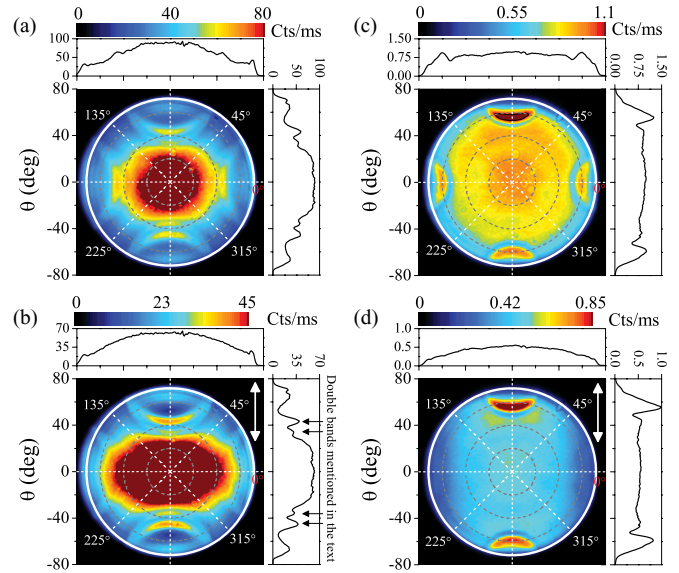 (a)
0 40 80
Cts/ms
100
50
0
0 50 100
80
40
0
-40
-80
θ (deg)
135° 45°
0°
225° 315°
(c)
0 0.55 1.1
Cts/ms
1.50
0.75
0.00
0.00 0.75 1.50
80
40
0
-40
-80
θ (deg)
135° 45°
0°
225° 315°
(b)
0 23 45
Cts/ms
70
35
0
0 35 70
80
40
0
-40
-80
θ (deg)
135° 45°
0°
225° 315°
Double bands mentioned in the text
(d)
0 0.42 0.85
Cts/ms
1.0
0.5
0.0
0.0 0.5 1.0
80
40
0
-40
-80
θ (deg)
135° 45°
0°
225° 315°